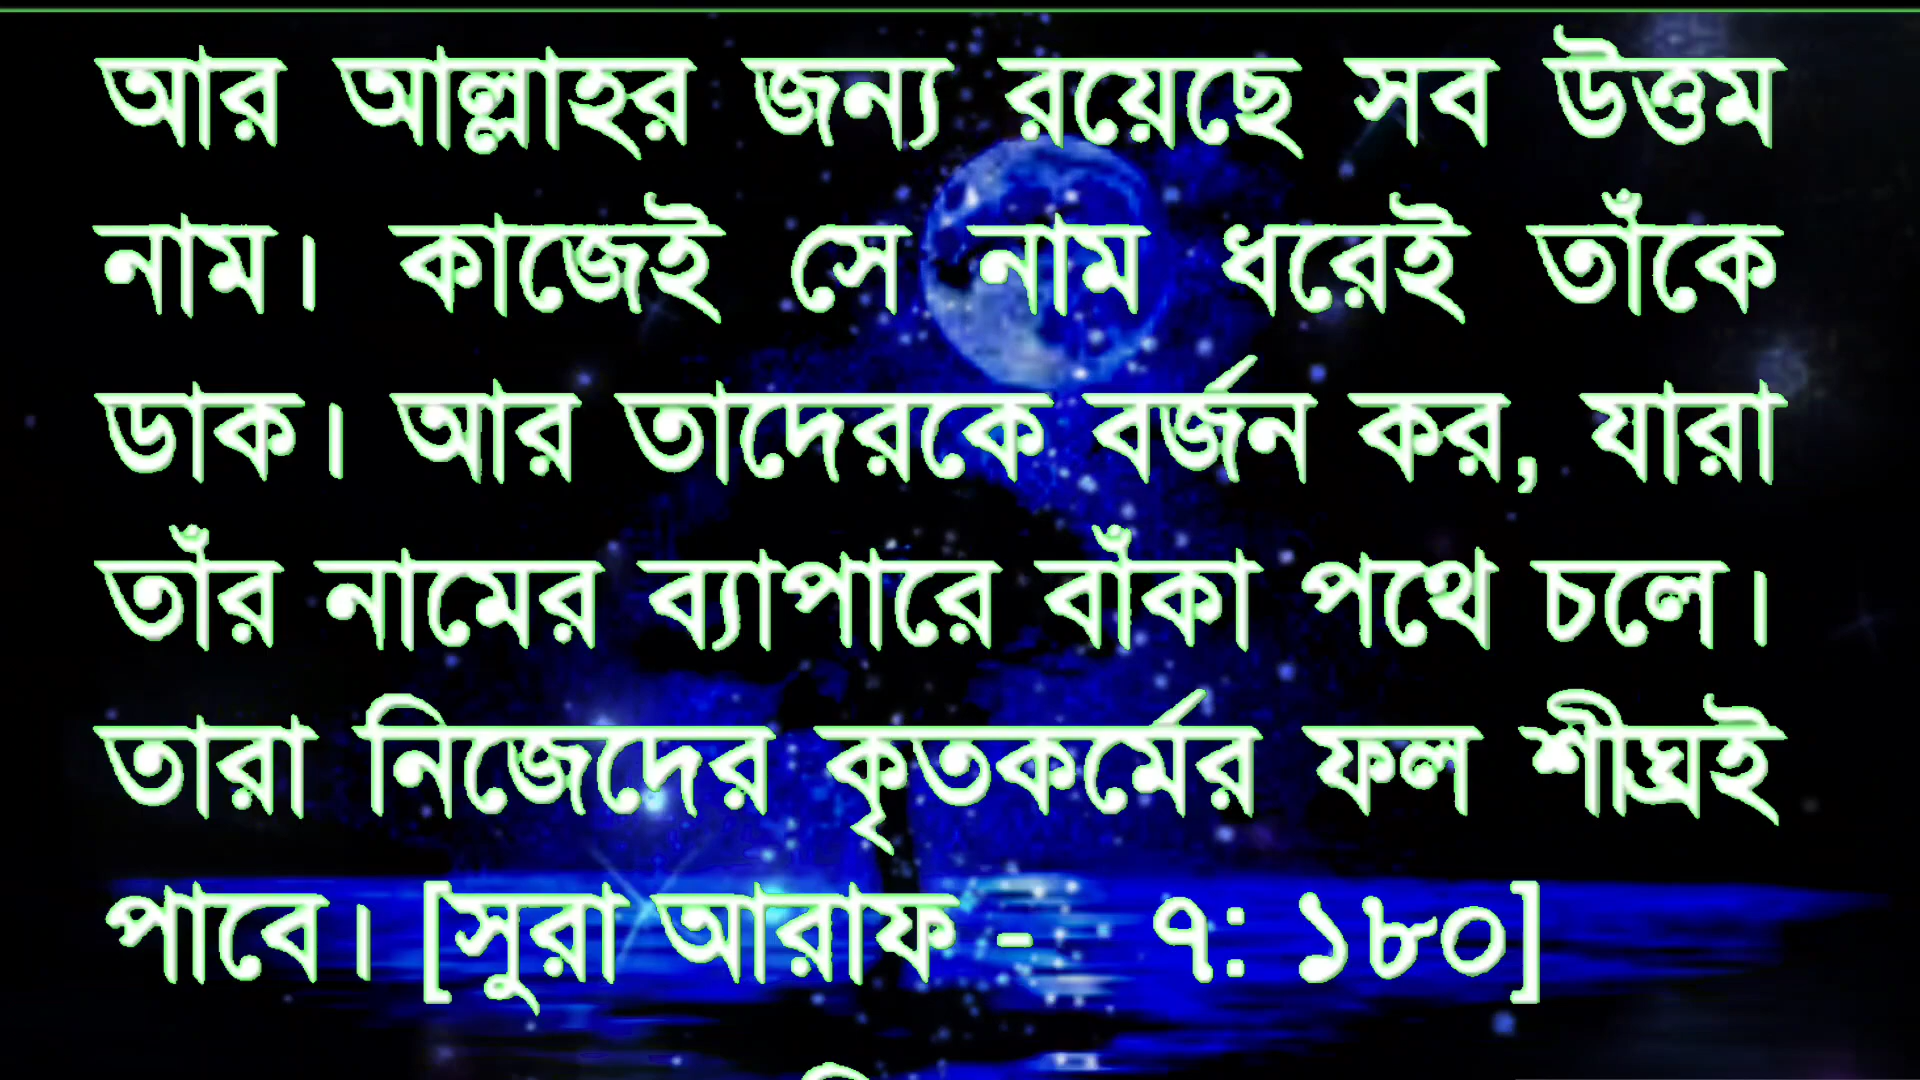 আর আল্লাহর জন্য রয়েছে সব উত্তম
নাম। কাজেই সে নাম ধরেই তাঁকে
ডাক। আর তাদেরকে বর্জন কর, যারা
তাঁর নামের ব্যাপারে বাঁকা পথে চলে।
তারা নিজেদের কৃতকর্মের ফল শীঘ্রই
পাবে। [সুরা আরাফ - ৭: ১৮০]